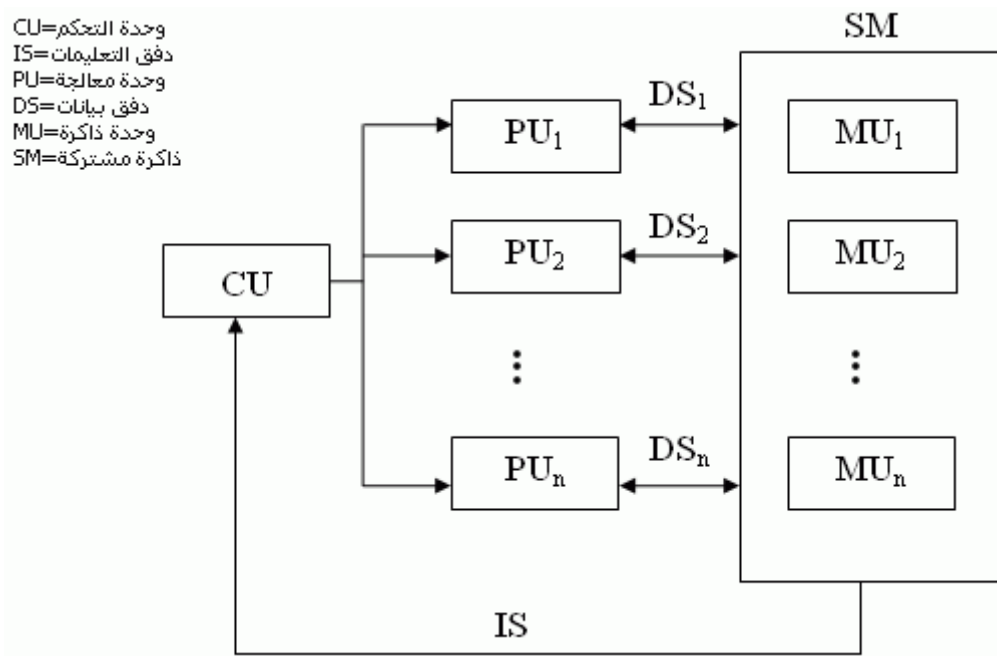 CU=وحدة التحكم
IS=دفق التعليمات
PU=وحدة معالجة
DS=دفق بيانات
MU=وحدة ذاكرة
SM=ذاكرة مشتركة
SM
PU₁
DS₁
MU₁
PU₂
DS₂
MU₂
CU
PUₙ
DSₙ
MUₙ
IS